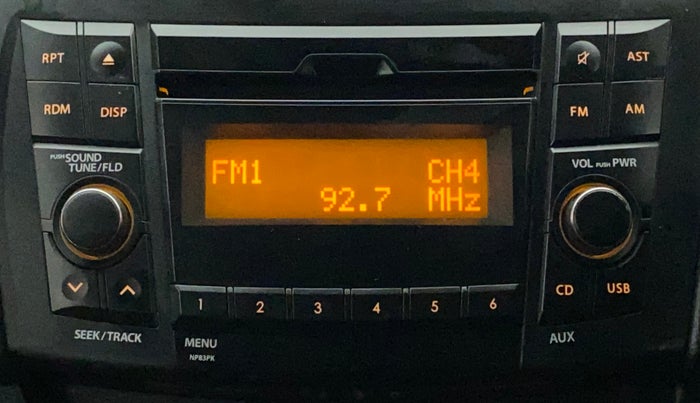 RPT
AST
RDM
DISP
FM
AM
PUSH SOUND
TUNE/FLD
VOL PUSH PWR
FM1 CH4
92.7 MHz
CD
USB
1 2 3 4 5 6
SEEK/TRACK
MENU
AUX
NP83PK